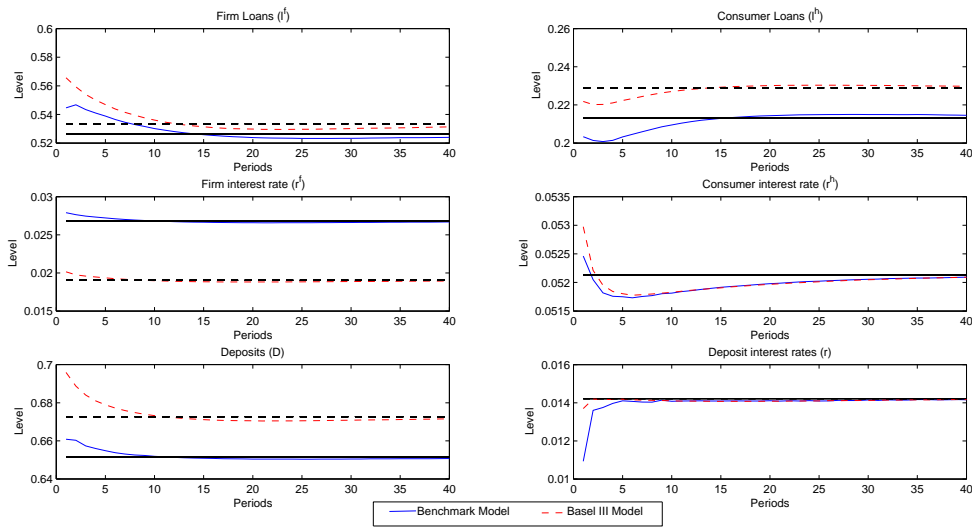 Firm Loans (l^f)
0.6
0.58
0.56
0.54
0.52
Level
0 5 10 15 20 25 30 35 40
Periods
Consumer Loans (l^h)
0.26
0.24
0.22
0.2
Level
0 5 10 15 20 25 30 35 40
Periods
Firm interest rate (r^f)
0.03
0.025
0.02
0.015
Level
0 5 10 15 20 25 30 35 40
Periods
Consumer interest rate (r^h)
0.0535
0.053
0.0525
0.052
0.0515
Level
0 5 10 15 20 25 30 35 40
Periods
Deposits (D)
0.7
0.68
0.66
0.64
Level
0 5 10 15 20 25 30 35 40
Periods
Deposit interest rates (r)
0.016
0.014
0.012
0.01
Level
0 5 10 15 20 25 30 35 40
Periods
Benchmark Model
Basel III Model